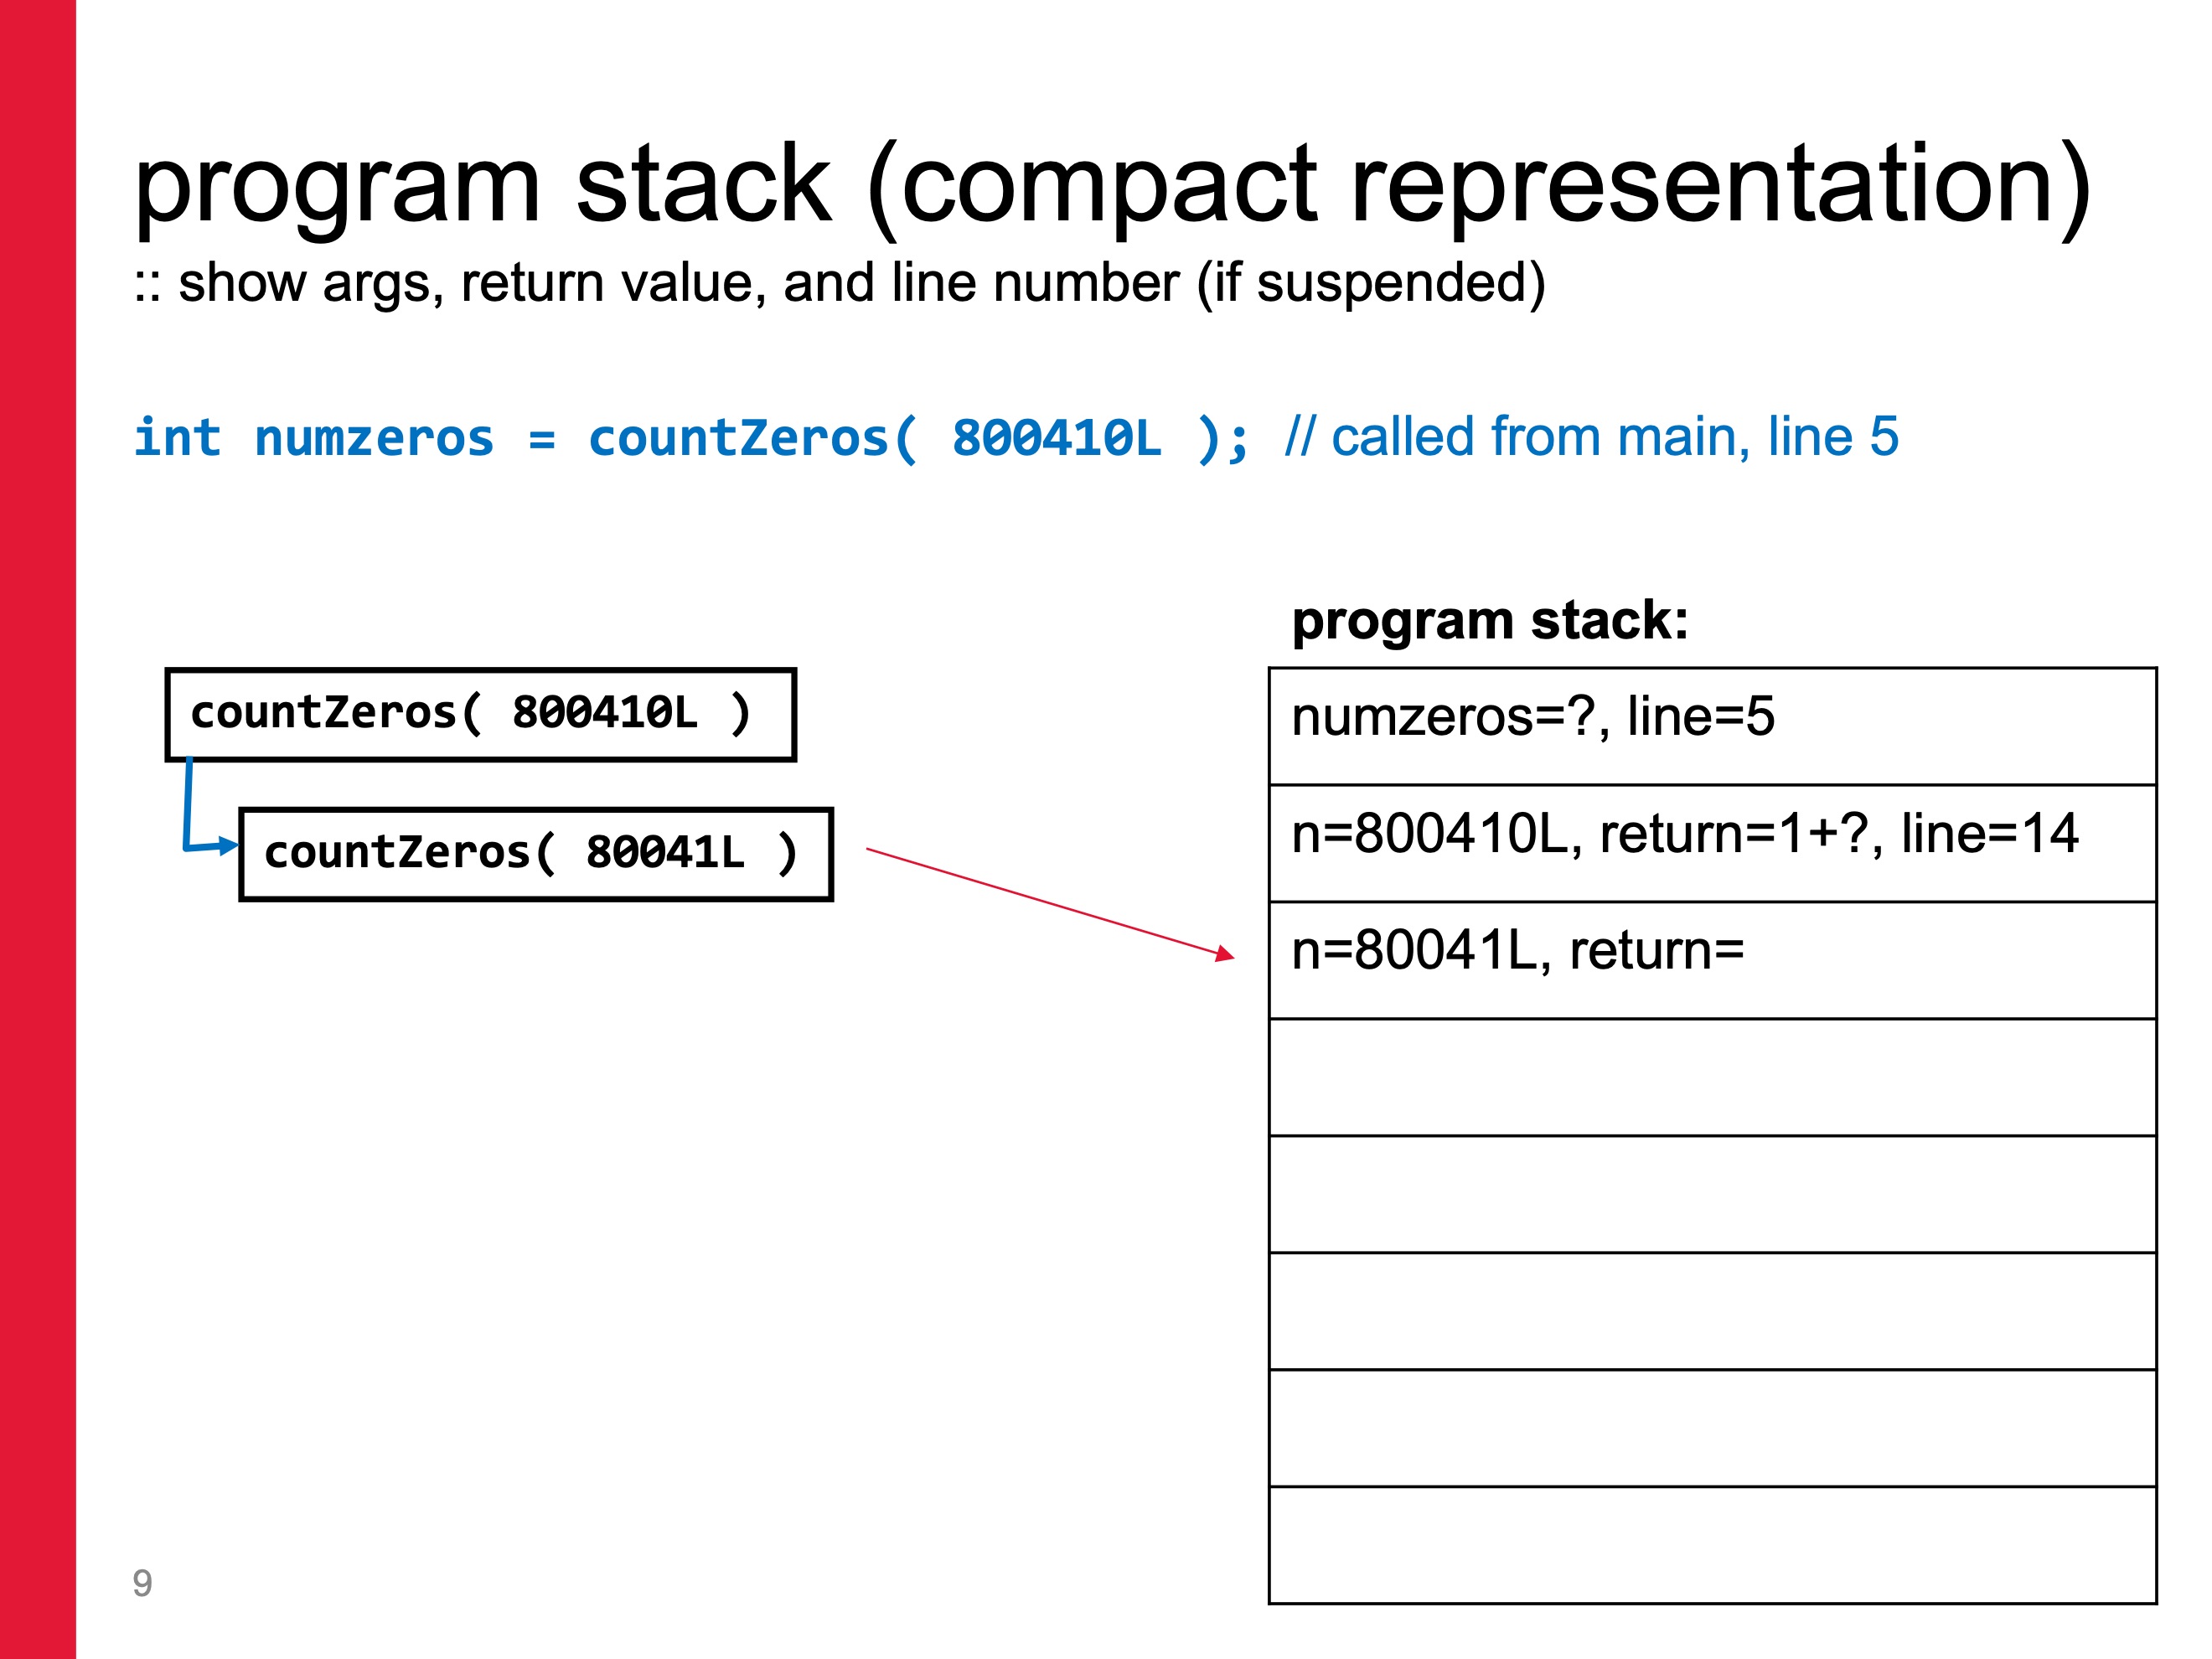 program stack (compact representation)
:: show args, return value, and line number (if suspended)
int numzeros = countZeros( 800410L ); // called from main, line 5
program stack:
countZeros( 800410L )
countZeros( 80041L )
numzeros=?, line=5
n=800410L, return=1+?, line=14
n=80041L, return=
9